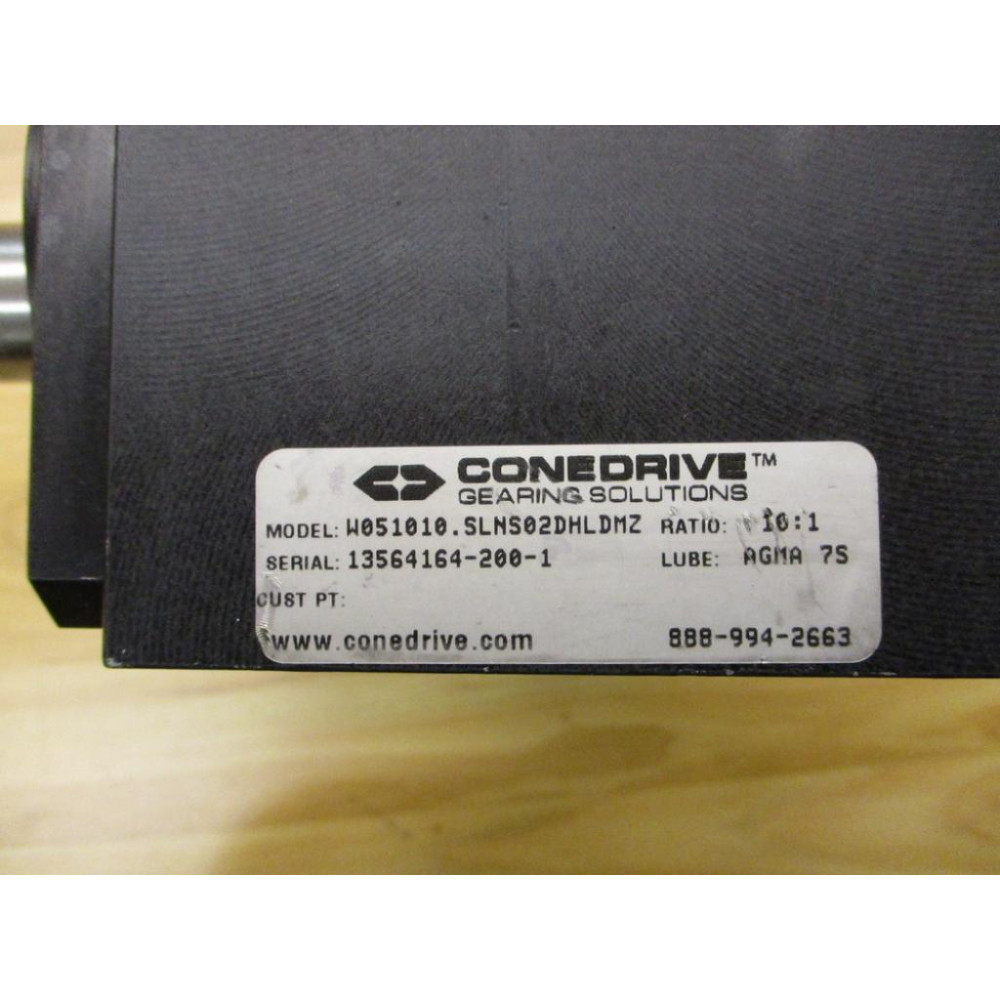 CONEDRIVE™
GEARING SOLUTIONS
MODEL: W051010.SLNS02DHLDMZ RATIO: 10:1
SERIAL: 13564164-200-1 LUBE: AGMA 7S
CUST PT:
www.conedrive.com 888-994-2663